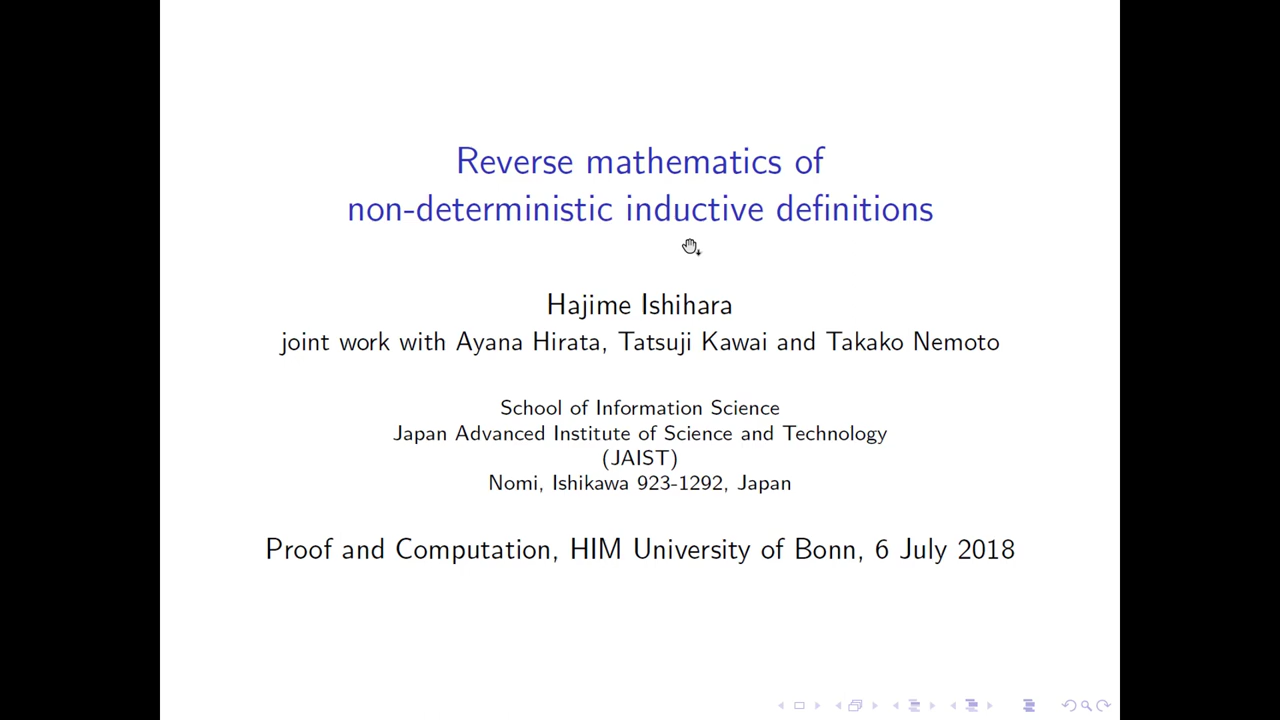 Reverse mathematics of
non-deterministic inductive definitions
Hajime Ishihara
joint work with Ayana Hirata, Tatsuji Kawai and Takako Nemoto
School of Information Science
Japan Advanced Institute of Science and Technology
(JAIST)
Nomi, Ishikawa 923-1292, Japan
Proof and Computation, HIM University of Bonn, 6 July 2018